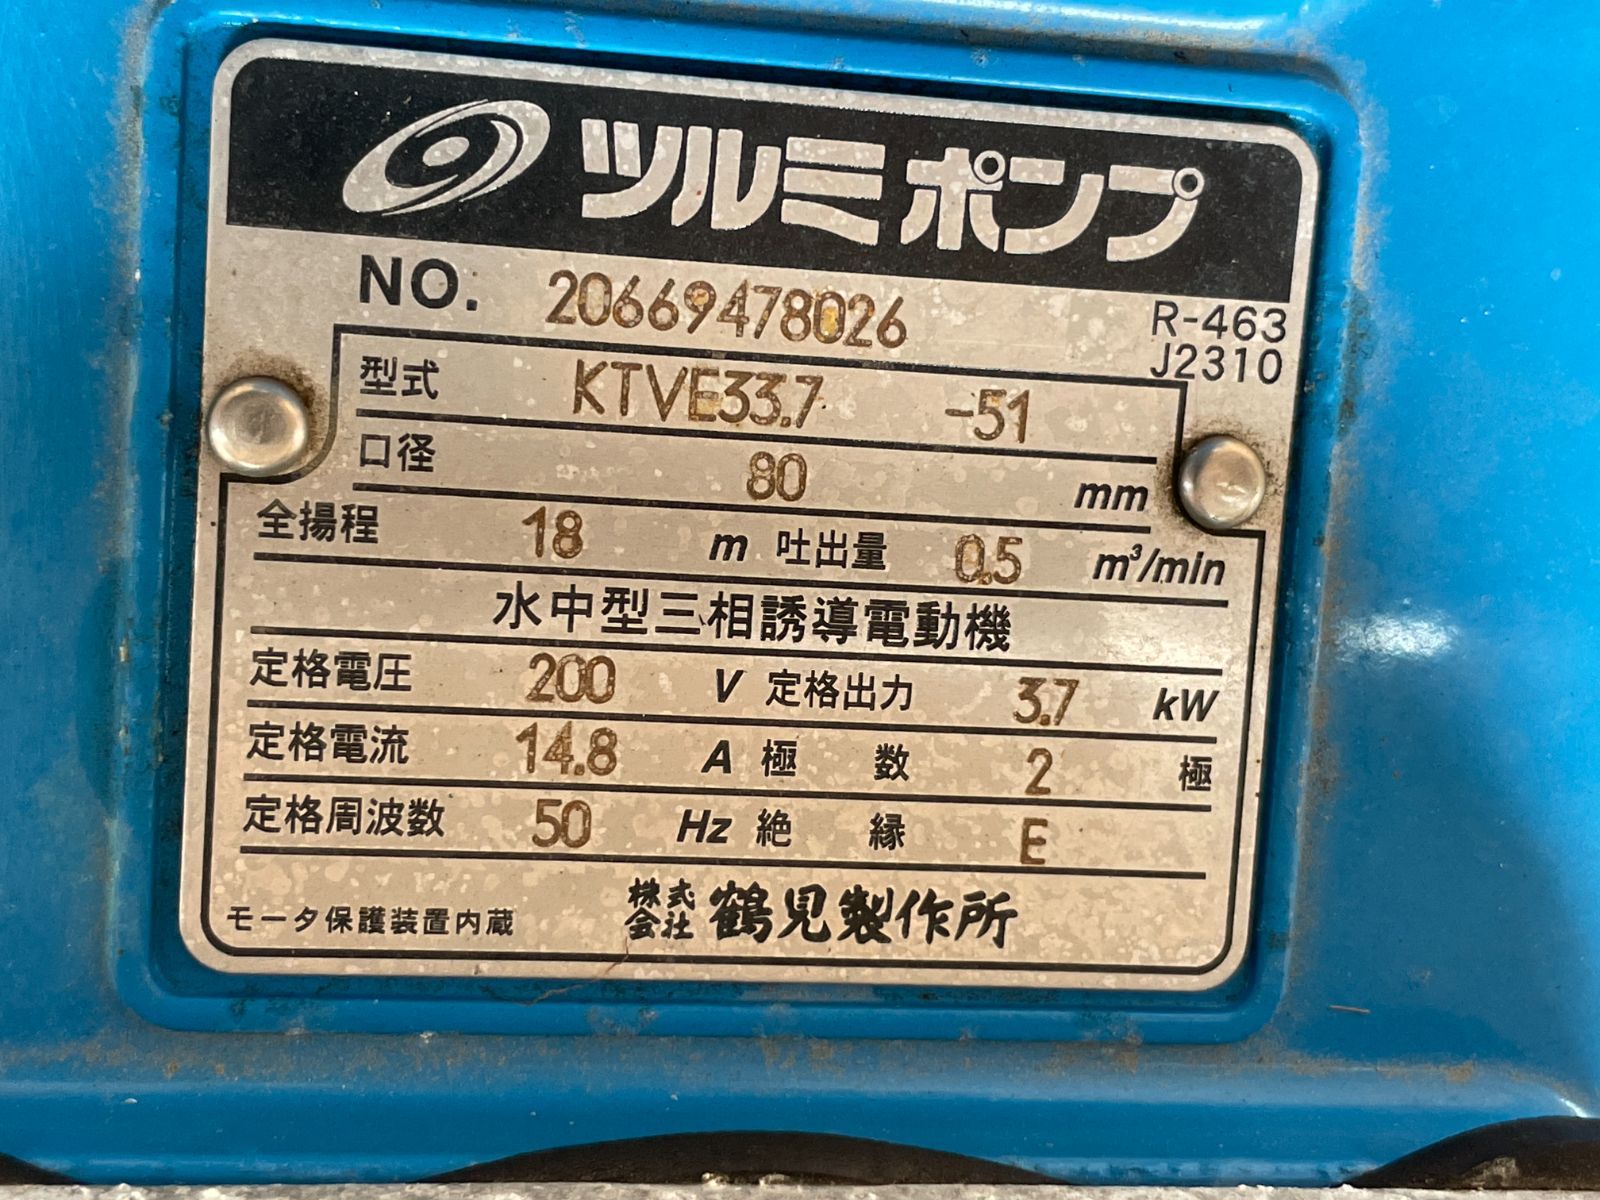 ツルミポンプ
NO. 20669478026
R-463
J2310
型式 KTVE33.7 -51
口径 80 mm
全揚程 18 m 吐出量 0.5 m³/min
水中型三相誘導電動機
定格電圧 200 V 定格出力 3.7 kW
定格電流 14.8 A 極数 2 極
定格周波数 50 Hz 絶縁 E
モータ保護装置内蔵 株式会社 鶴見製作所